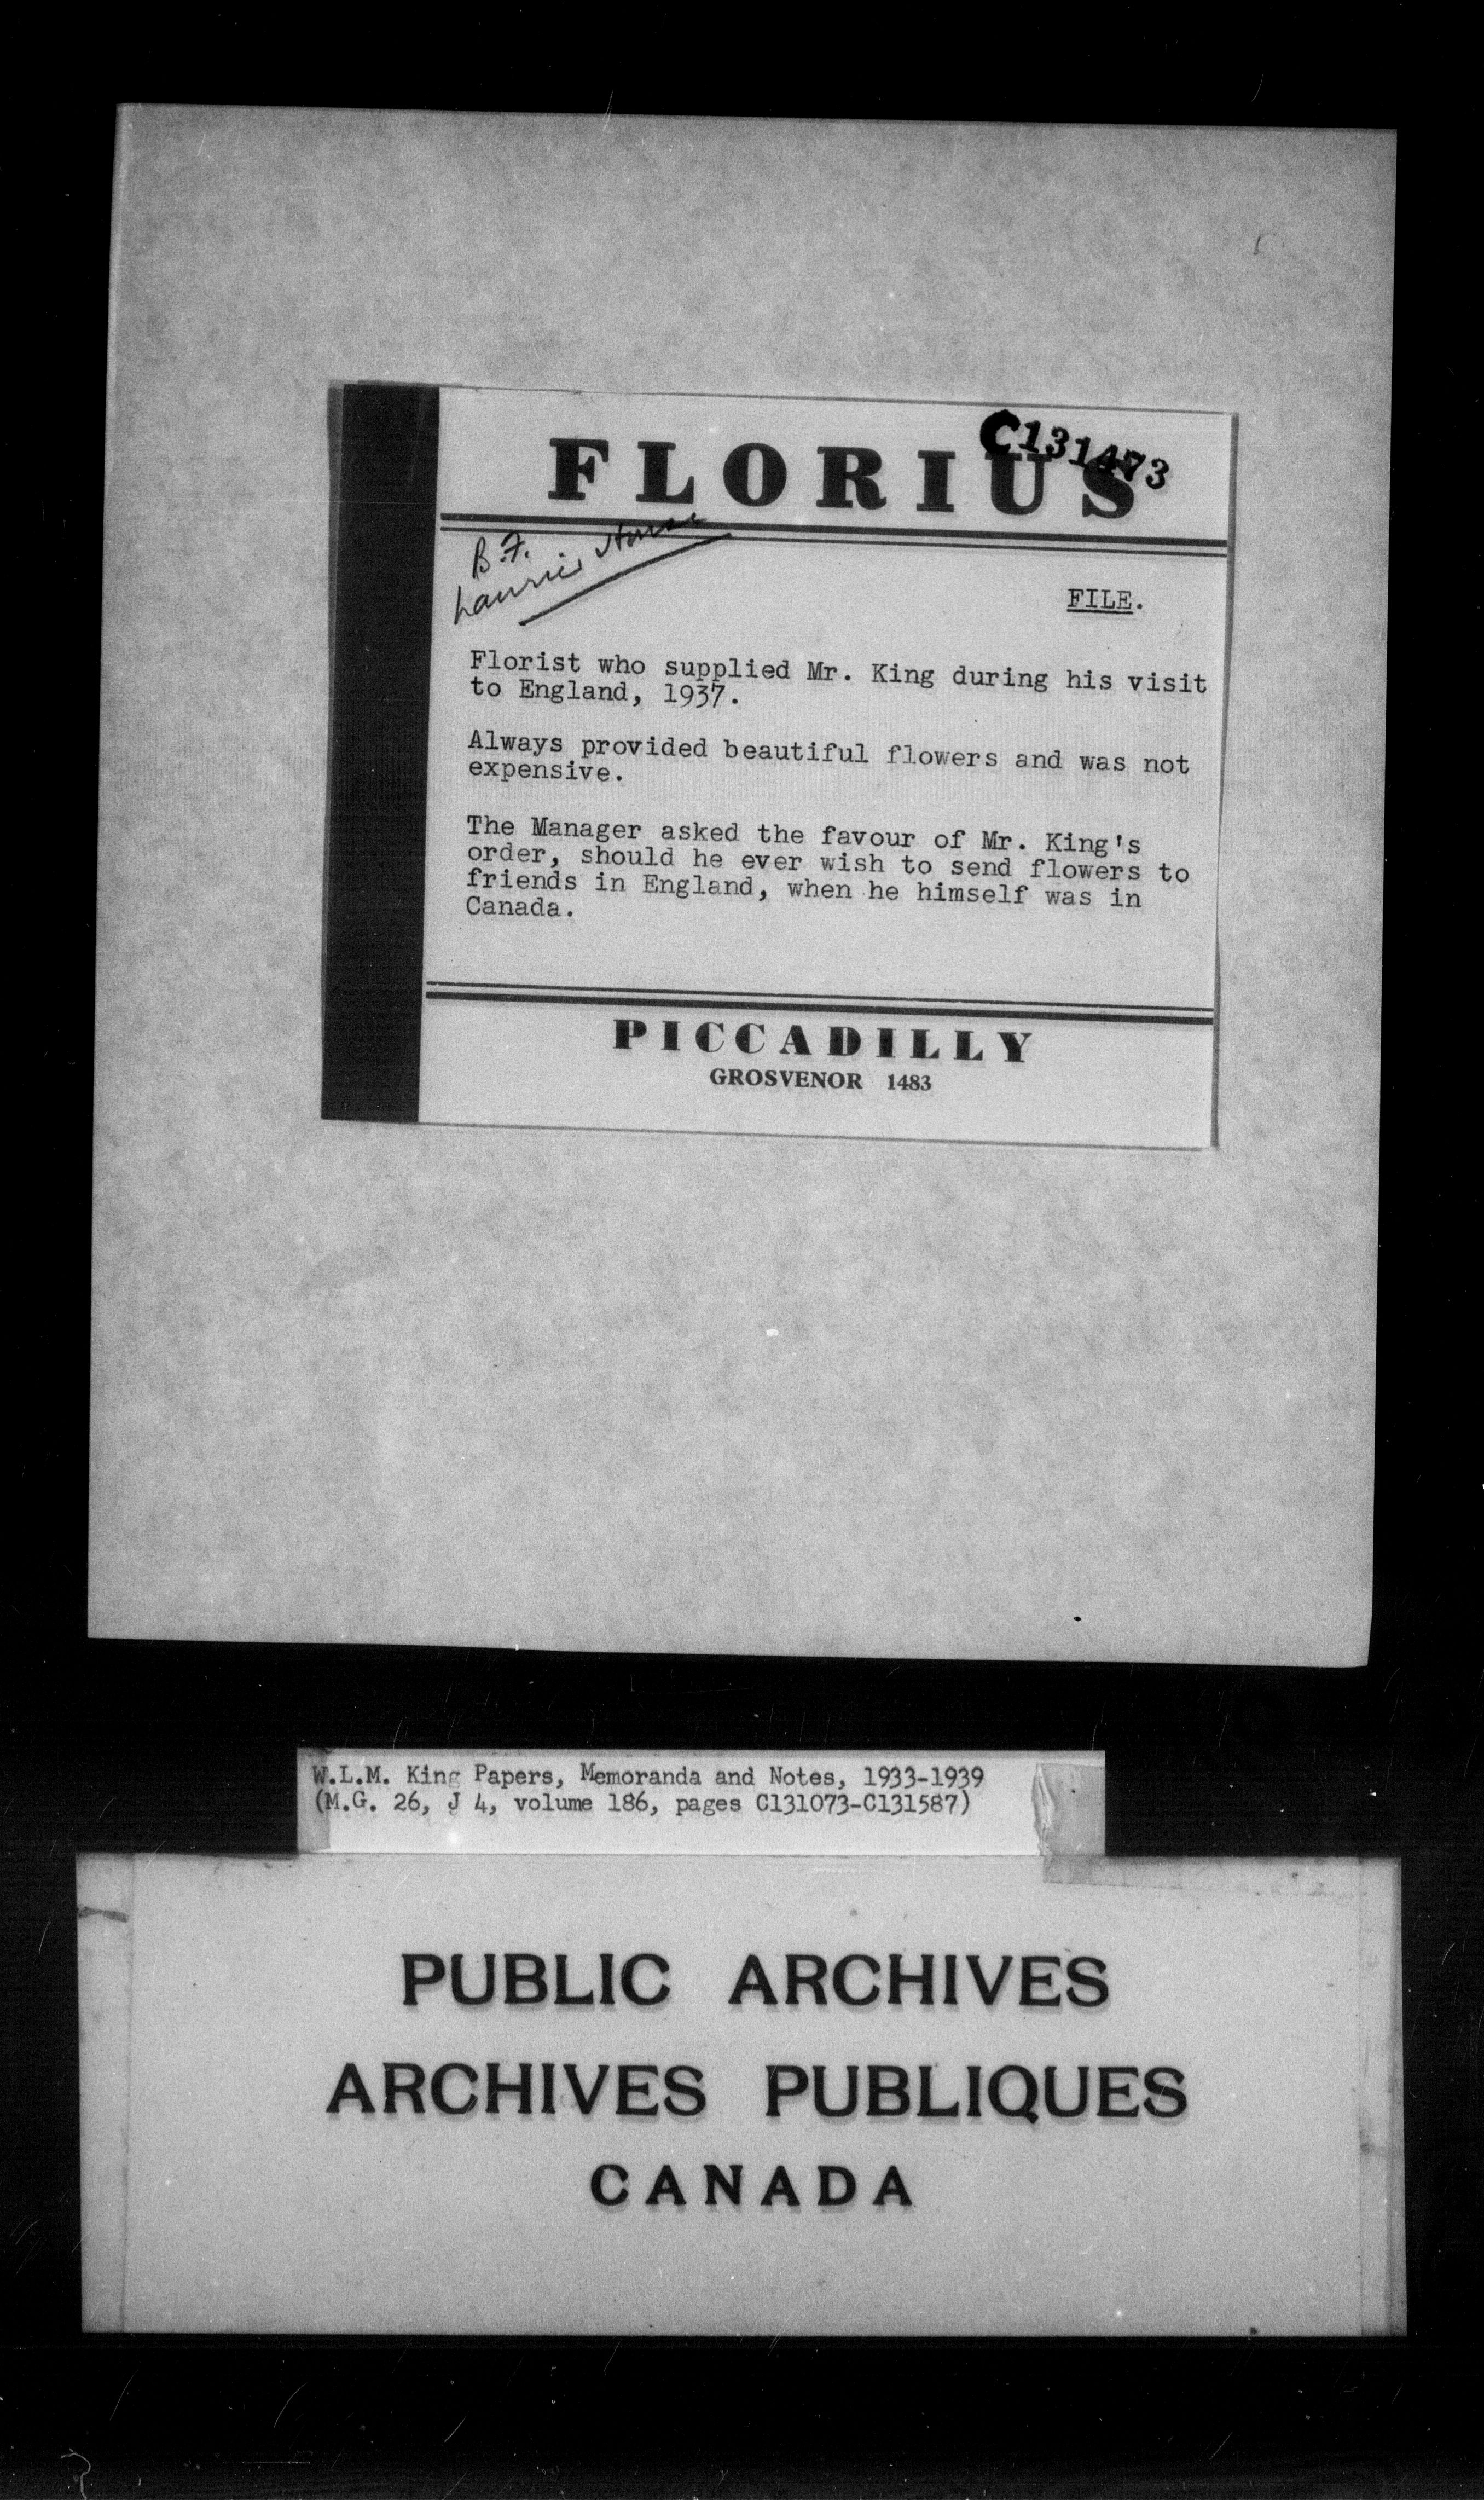 C131473
FLORIUS
B.F.
Laurier House
FILE.
Florist who supplied Mr. King during his visit
to England, 1937.
Always provided beautiful flowers and was not
expensive.
The Manager asked the favour of Mr. King's
order, should he ever wish to send flowers to
friends in England, when he himself was in
Canada.
PICCADILLY
GROSVENOR 1483
W.L.M. King Papers, Memoranda and Notes, 1933-1939
(M.G. 26, J 4, volume 186, pages C131073-C131587)
PUBLIC ARCHIVES
ARCHIVES PUBLIQUES
CANADA